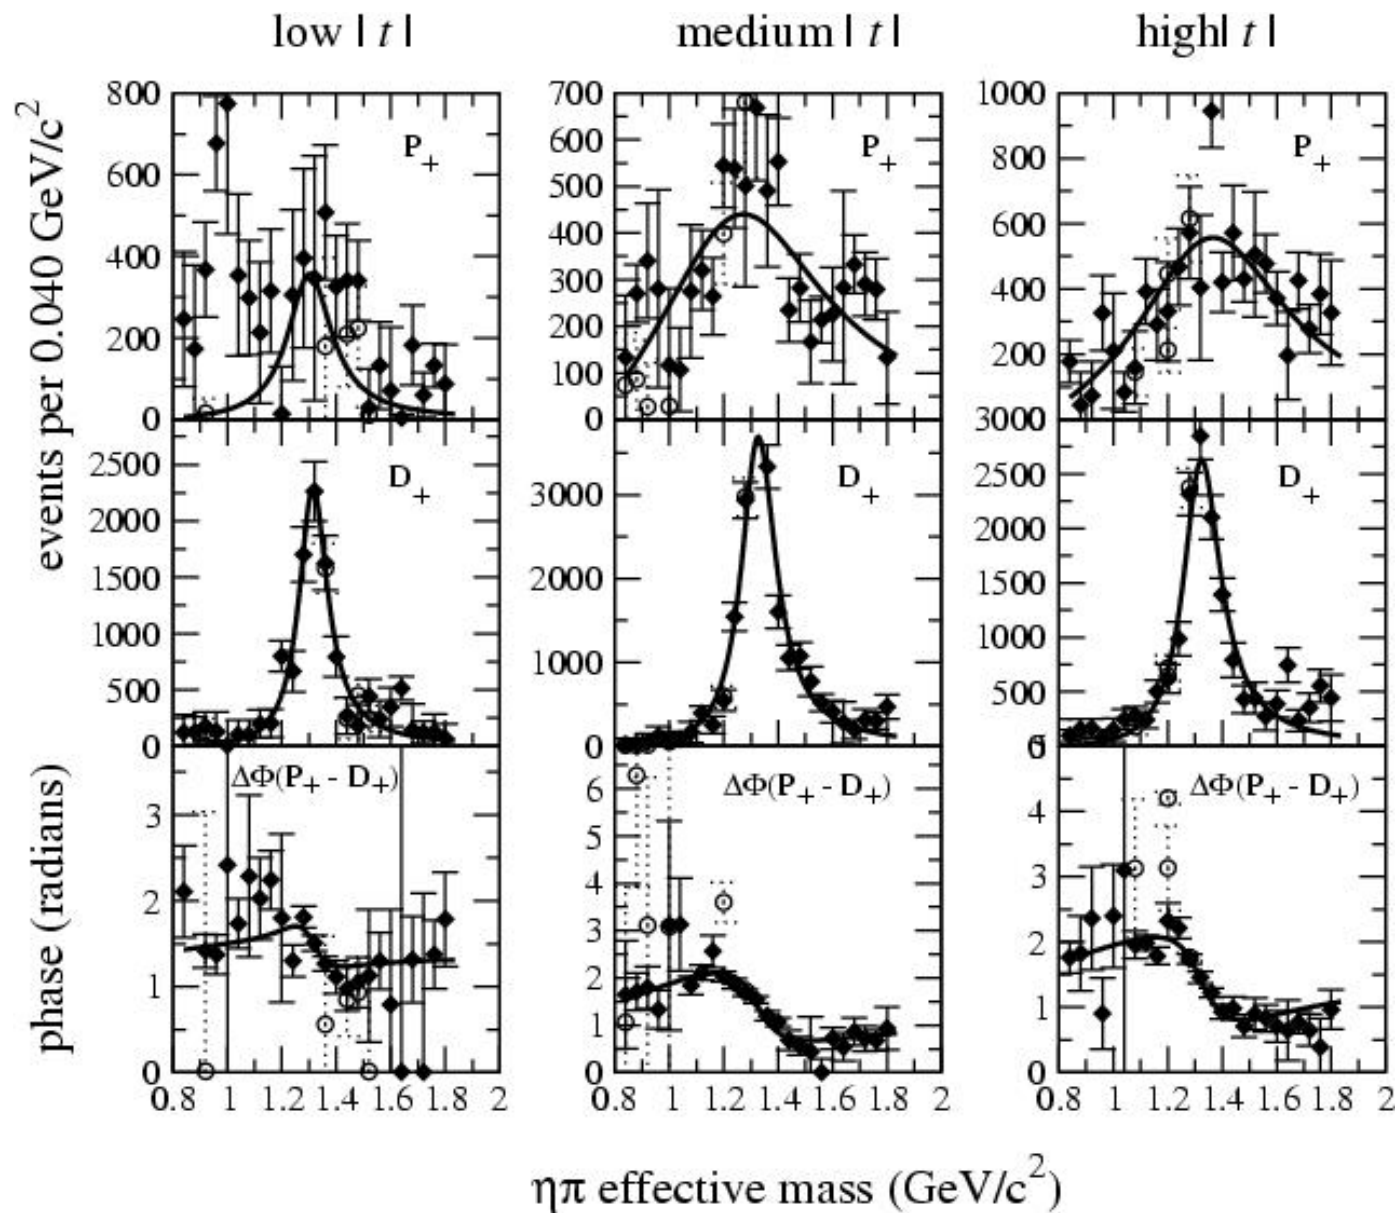 low | t |
medium | t |
high| t |
events per 0.040 GeV/c²
phase (radians)
800
600
400
200
0
P₊
700
600
500
400
300
200
100
0
P₊
1000
800
600
400
200
3000
P₊
2500
2000
1500
1000
500
0
D₊
3000
2000
1000
0
D₊
2500
2000
1500
1000
500
0
D₊
3
2
1
0
ΔΦ(P₊ - D₊)
6
5
4
3
2
1
0
ΔΦ(P₊ - D₊)
4
3
2
1
0
ΔΦ(P₊ - D₊)
0.8 1 1.2 1.4 1.6 1.8 2
0.8 1 1.2 1.4 1.6 1.8 2
0.8 1 1.2 1.4 1.6 1.8 2
ηπ effective mass (GeV/c²)